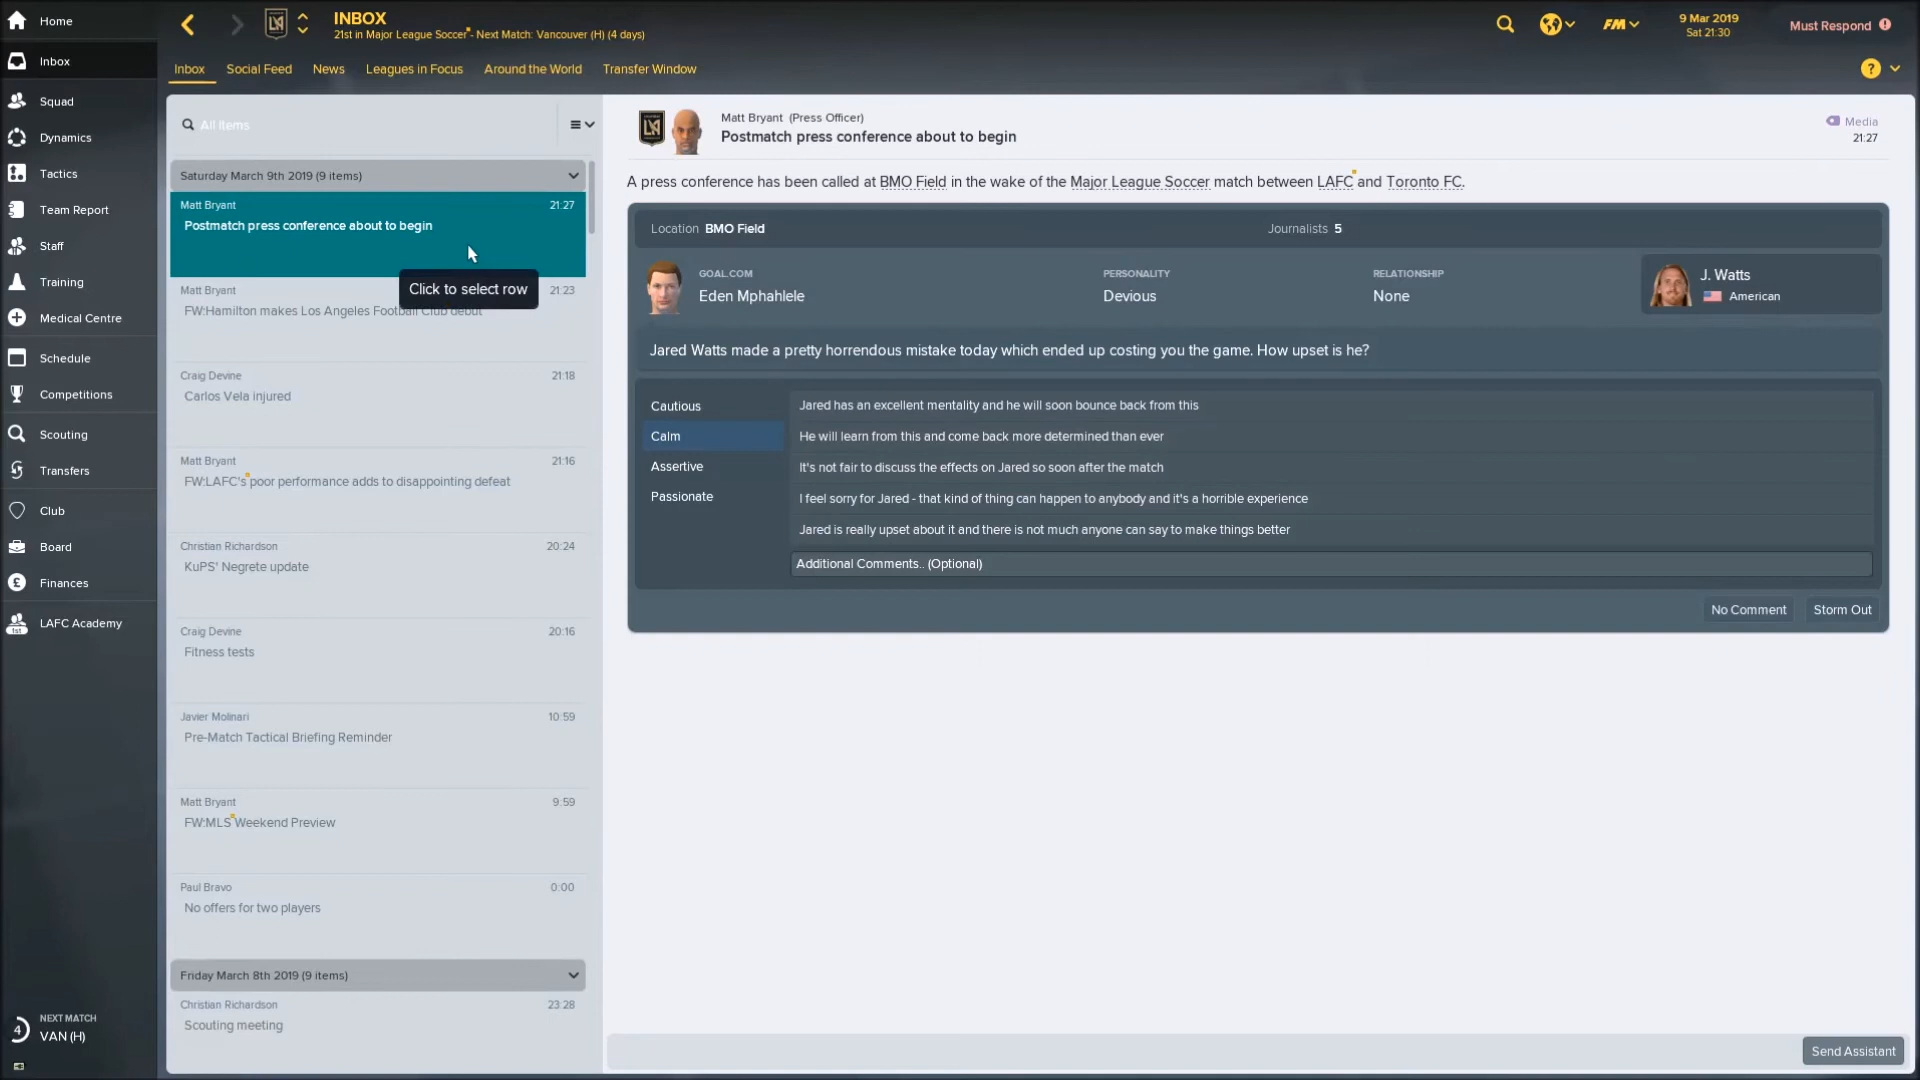 Home
Inbox
Squad
Dynamics
Tactics
Team Report
Staff
Training
Medical Centre
Schedule
Competitions
Scouting
Transfers
Club
Board
Finances
1st
LAFC Academy
4
NEXT MATCH
VAN (H)
INBOX
21st in Major League Soccer - Next Match: Vancouver (H) (4 days)
FM
9 Mar 2019
Sat 21:30
Must Respond
Inbox
Social Feed
News
Leagues in Focus
Around the World
Transfer Window
?
All Items
Saturday March 9th 2019 (9 items)
Matt Bryant 21:27
Postmatch press conference about to begin
Click to select row
Matt Bryant 21:23
FW:Hamilton makes Los Angeles Football Club debut
Craig Devine 21:18
Carlos Vela injured
Matt Bryant 21:16
FW:LAFC's poor performance adds to disappointing defeat
Christian Richardson 20:24
KuPS' Negrete update
Craig Devine 20:16
Fitness tests
Javier Molinari 10:59
Pre-Match Tactical Briefing Reminder
Matt Bryant 9:59
FW:MLS Weekend Preview
Paul Bravo 0:00
No offers for two players
Friday March 8th 2019 (9 items)
Christian Richardson 23:28
Scouting meeting
Matt Bryant (Press Officer)
Postmatch press conference about to begin
Media
21:27
A press conference has been called at BMO Field in the wake of the Major League Soccer match between LAFC and Toronto FC.
Location BMO Field
Journalists 5
GOAL.COM
Eden Mphahlele
PERSONALITY
Devious
RELATIONSHIP
None
J. Watts
American
Jared Watts made a pretty horrendous mistake today which ended up costing you the game. How upset is he?
Cautious
Calm
Assertive
Passionate
Jared has an excellent mentality and he will soon bounce back from this
He will learn from this and come back more determined than ever
It's not fair to discuss the effects on Jared so soon after the match
I feel sorry for Jared - that kind of thing can happen to anybody and it's a horrible experience
Jared is really upset about it and there is not much anyone can say to make things better
Additional Comments.. (Optional)
No Comment
Storm Out
Send Assistant